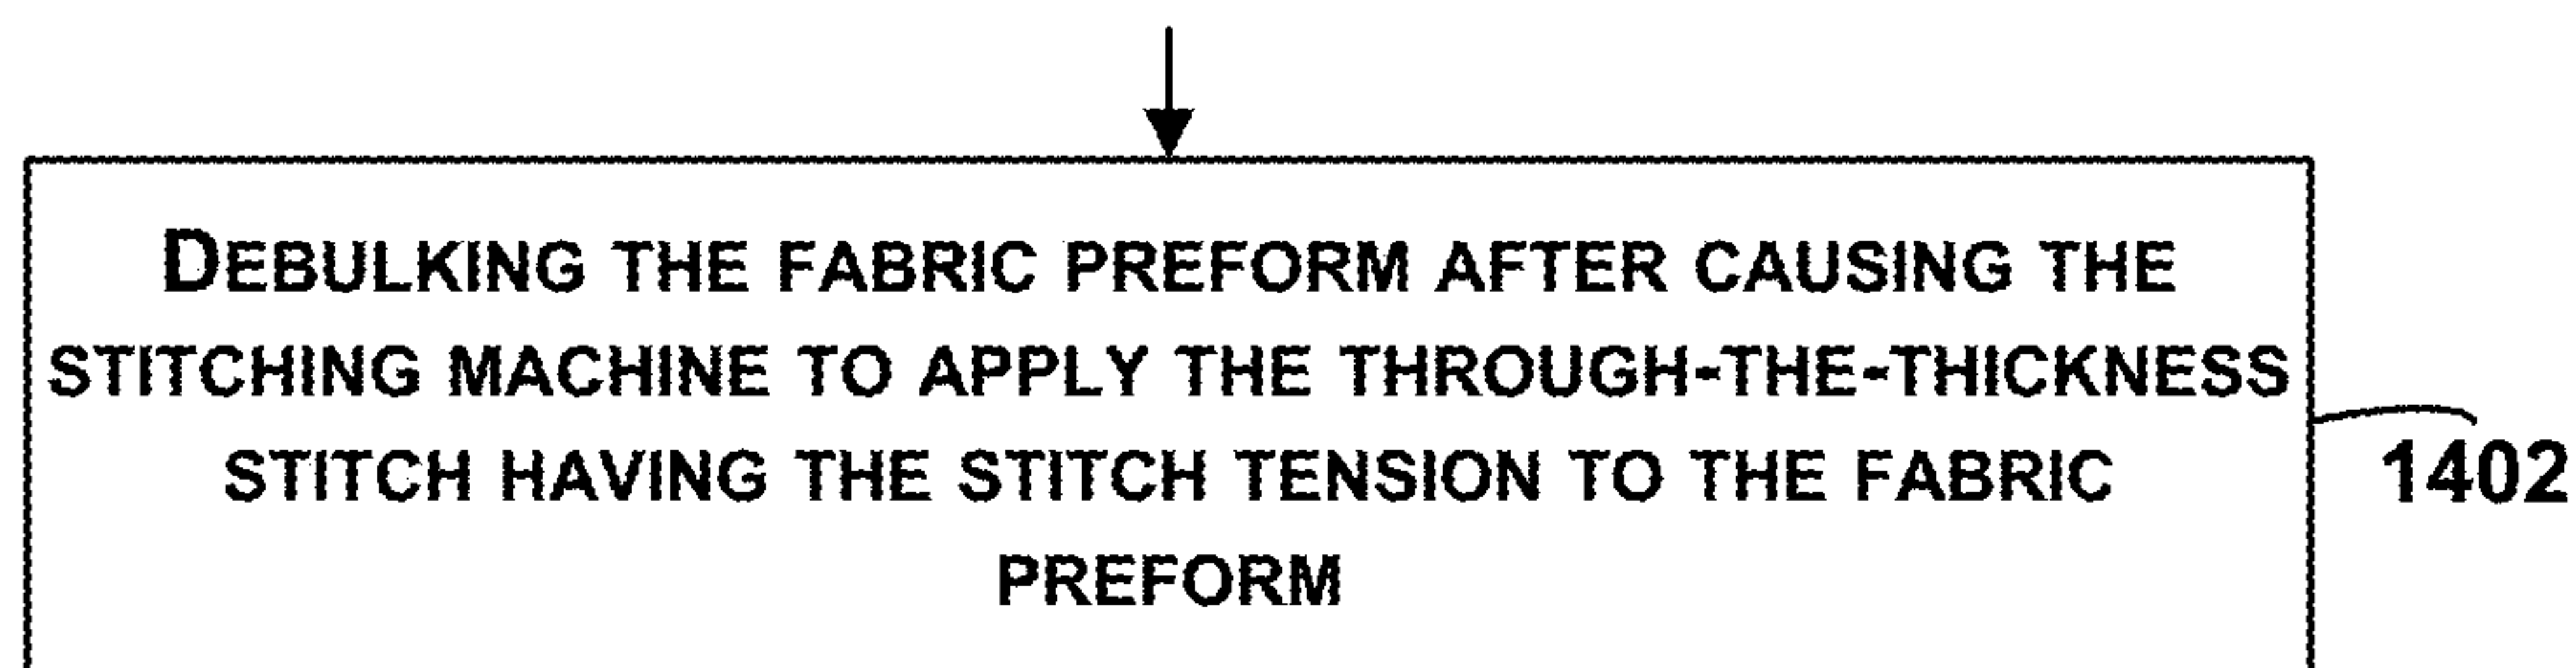 DEBULKING THE FABRIC PREFORM AFTER CAUSING THE
STITCHING MACHINE TO APPLY THE THROUGH-THE-THICKNESS
STITCH HAVING THE STITCH TENSION TO THE FABRIC
PREFORM
1402